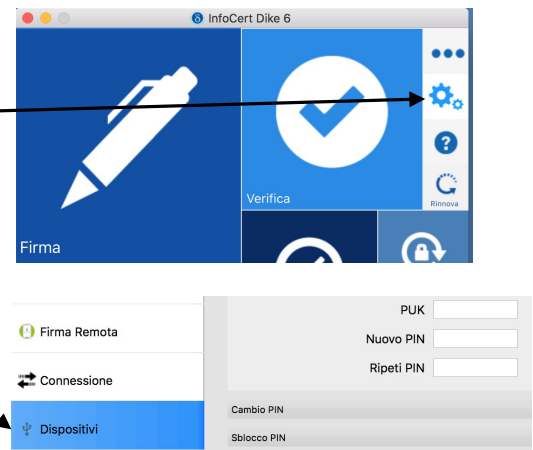 InfoCert Dike 6
Verifica
Rinnova
Firma
PUK
Firma Remota
Nuovo PIN
Ripeti PIN
Connessione
Cambio PIN
Dispositivi
Sblocco PIN